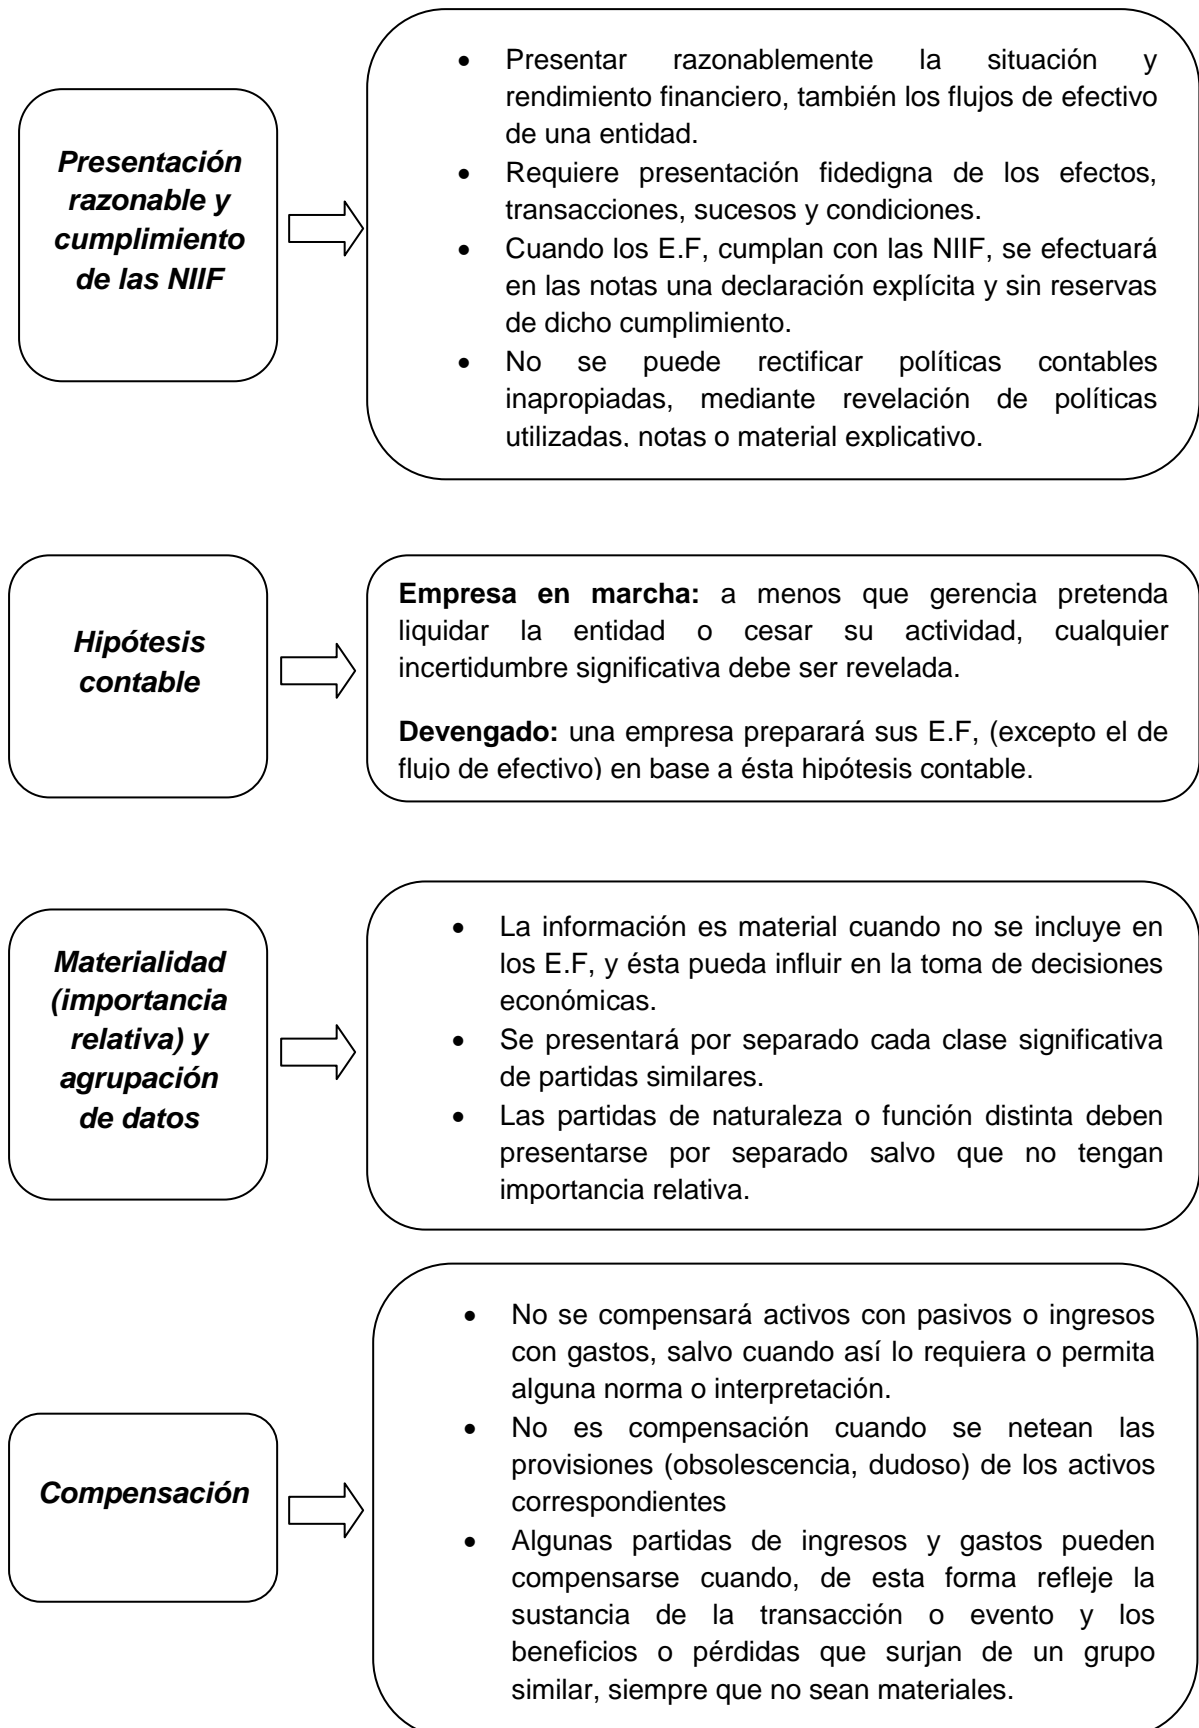 Presentación
razonable y
cumplimiento
de las NIIF
• Presentar razonablemente la situación y
rendimiento financiero, también los flujos de efectivo
de una entidad.
• Requiere presentación fidedigna de los efectos,
transacciones, sucesos y condiciones.
• Cuando los E.F, cumplan con las NIIF, se efectuará
en las notas una declaración explícita y sin reservas
de dicho cumplimiento.
• No se puede rectificar políticas contables
inapropiadas, mediante revelación de políticas
utilizadas, notas o material explicativo.
Hipótesis
contable
Empresa en marcha: a menos que gerencia pretenda
liquidar la entidad o cesar su actividad, cualquier
incertidumbre significativa debe ser revelada.
Devengado: una empresa preparará sus E.F, (excepto el de
flujo de efectivo) en base a ésta hipótesis contable.
Materialidad
(importancia
relativa) y
agrupación
de datos
• La información es material cuando no se incluye en
los E.F, y ésta pueda influir en la toma de decisiones
económicas.
• Se presentará por separado cada clase significativa
de partidas similares.
• Las partidas de naturaleza o función distinta deben
presentarse por separado salvo que no tengan
importancia relativa.
Compensación
• No se compensará activos con pasivos o ingresos
con gastos, salvo cuando así lo requiera o permita
alguna norma o interpretación.
• No es compensación cuando se netean las
provisiones (obsolescencia, dudoso) de los activos
correspondientes
• Algunas partidas de ingresos y gastos pueden
compensarse cuando, de esta forma refleje la
sustancia de la transacción o evento y los
beneficios o pérdidas que surjan de un grupo
similar, siempre que no sean materiales.